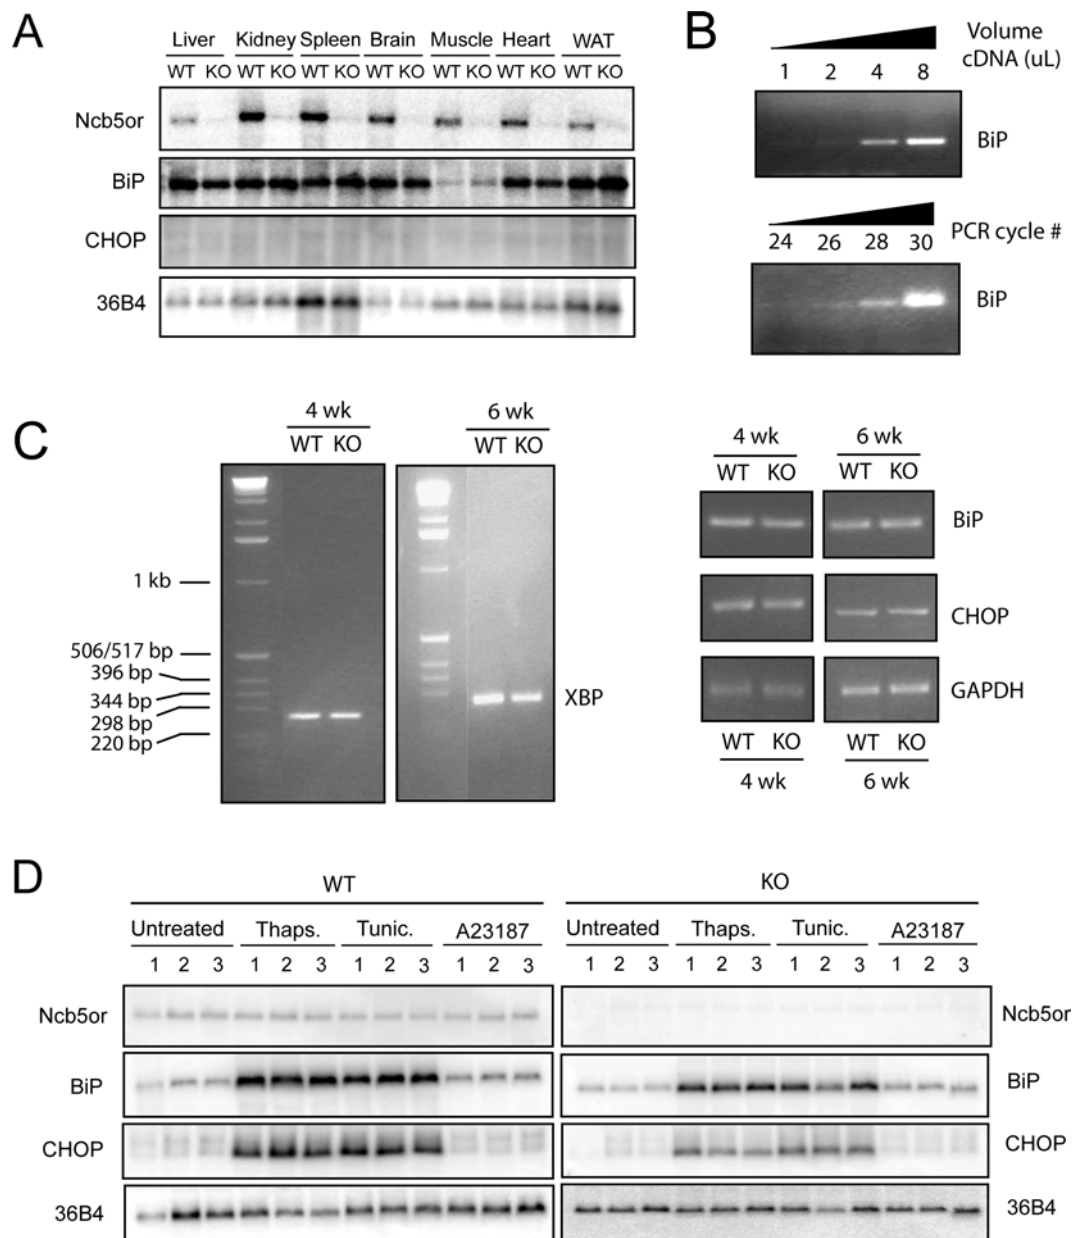 A
Liver Kidney Spleen Brain Muscle Heart WAT
WT KO WT KO WT KO WT KO WT KO WT KO WT KO
Ncb5or
BiP
CHOP
36B4
B
Volume
cDNA (uL)
1 2 4 8
BiP
24 26 28 30 PCR cycle #
BiP
C
4 wk 6 wk
WT KO WT KO
1 kb
506/517 bp
396 bp
344 bp
298 bp
220 bp
XBP
4 wk 6 wk
WT KO WT KO
BiP
CHOP
GAPDH
WT KO WT KO
4 wk 6 wk
D
WT KO
Untreated Thaps. Tunic. A23187 Untreated Thaps. Tunic. A23187
1 2 3 1 2 3 1 2 3 1 2 3 1 2 3 1 2 3 1 2 3 1 2 3
Ncb5or Ncb5or
BiP BiP
CHOP CHOP
36B4 36B4